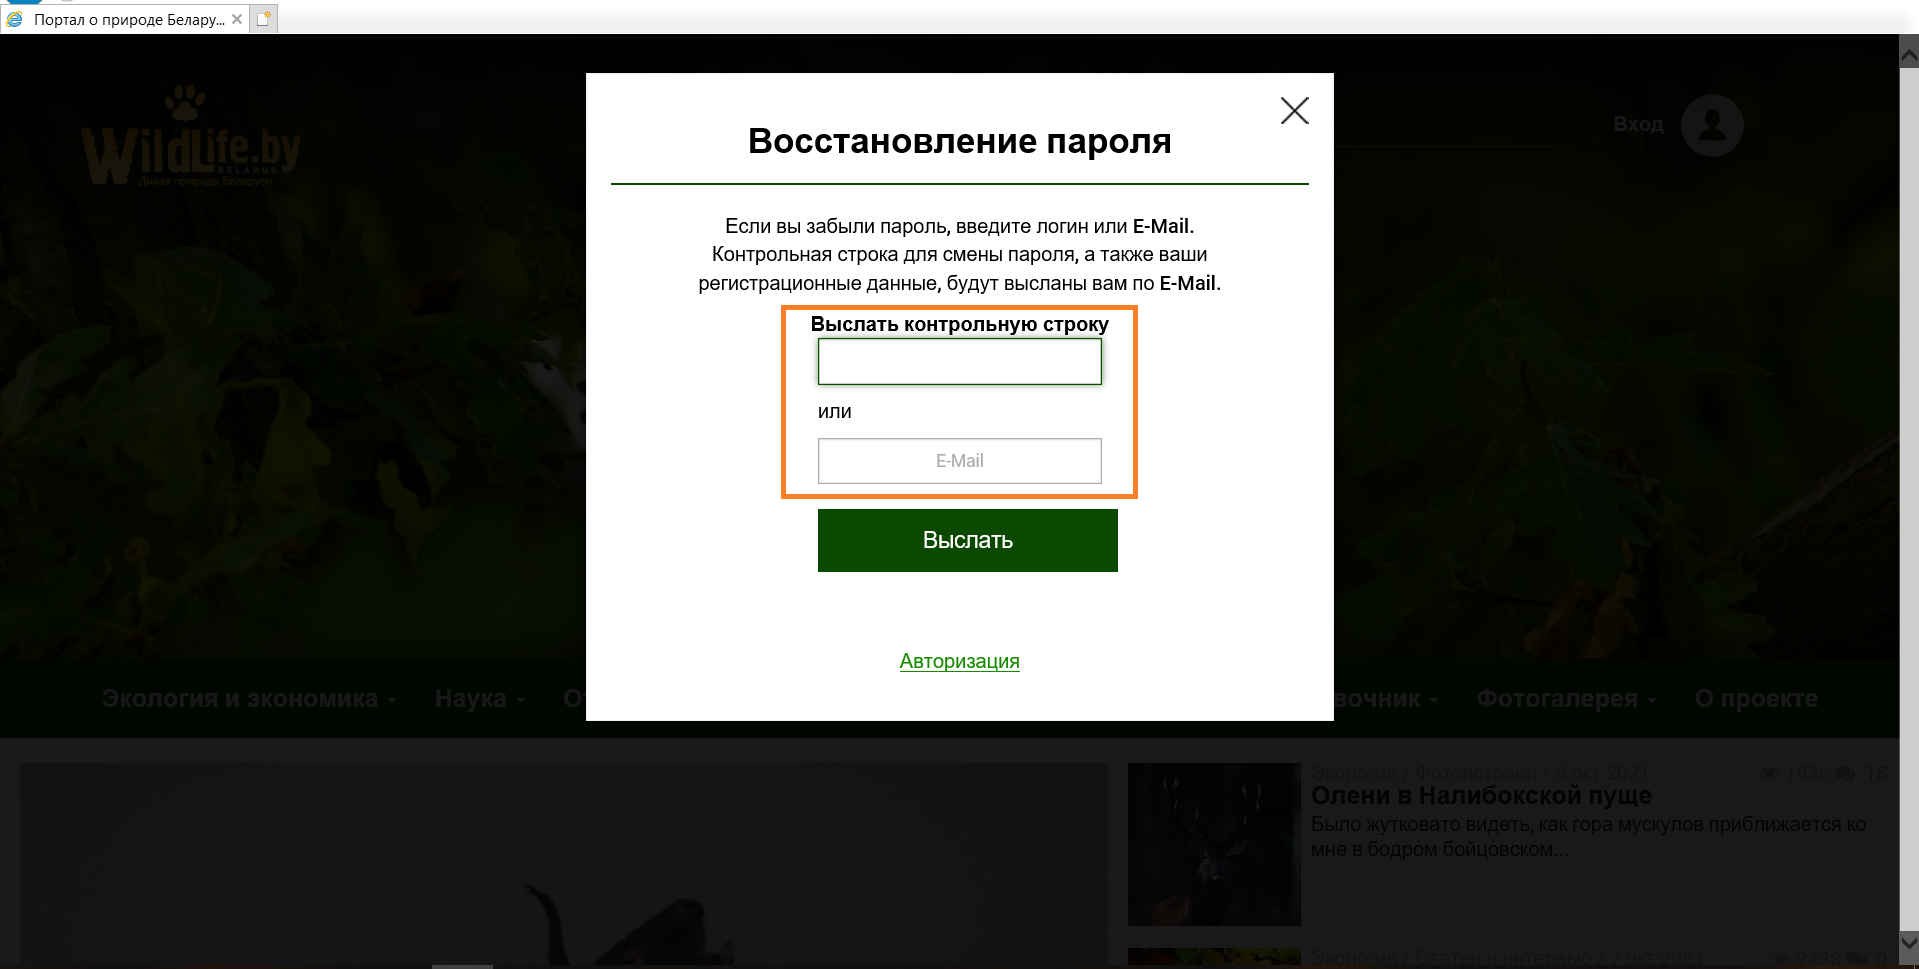 Портал о природе Белару...
WildLife.by
BELARUS
Дикая природа Беларуси
Вход
Восстановление пароля
Если вы забыли пароль, введите логин или E-Mail.
Контрольная строка для смены пароля, а также ваши
регистрационные данные, будут высланы вам по E-Mail.
Выслать контрольную строку
или
E-Mail
Выслать
Авторизация
Экология и экономика Наука О вочник Фотогалерея О проекте
Экология / Фотоистории / 8 окт 2021 1936 15
Олени в Налибокской пуще
Было жутковато видеть, как гора мускулов приближается ко
мне в бодром бойцовском...
Экология / Статьи и интервью / 7 окт 2021 2423 0